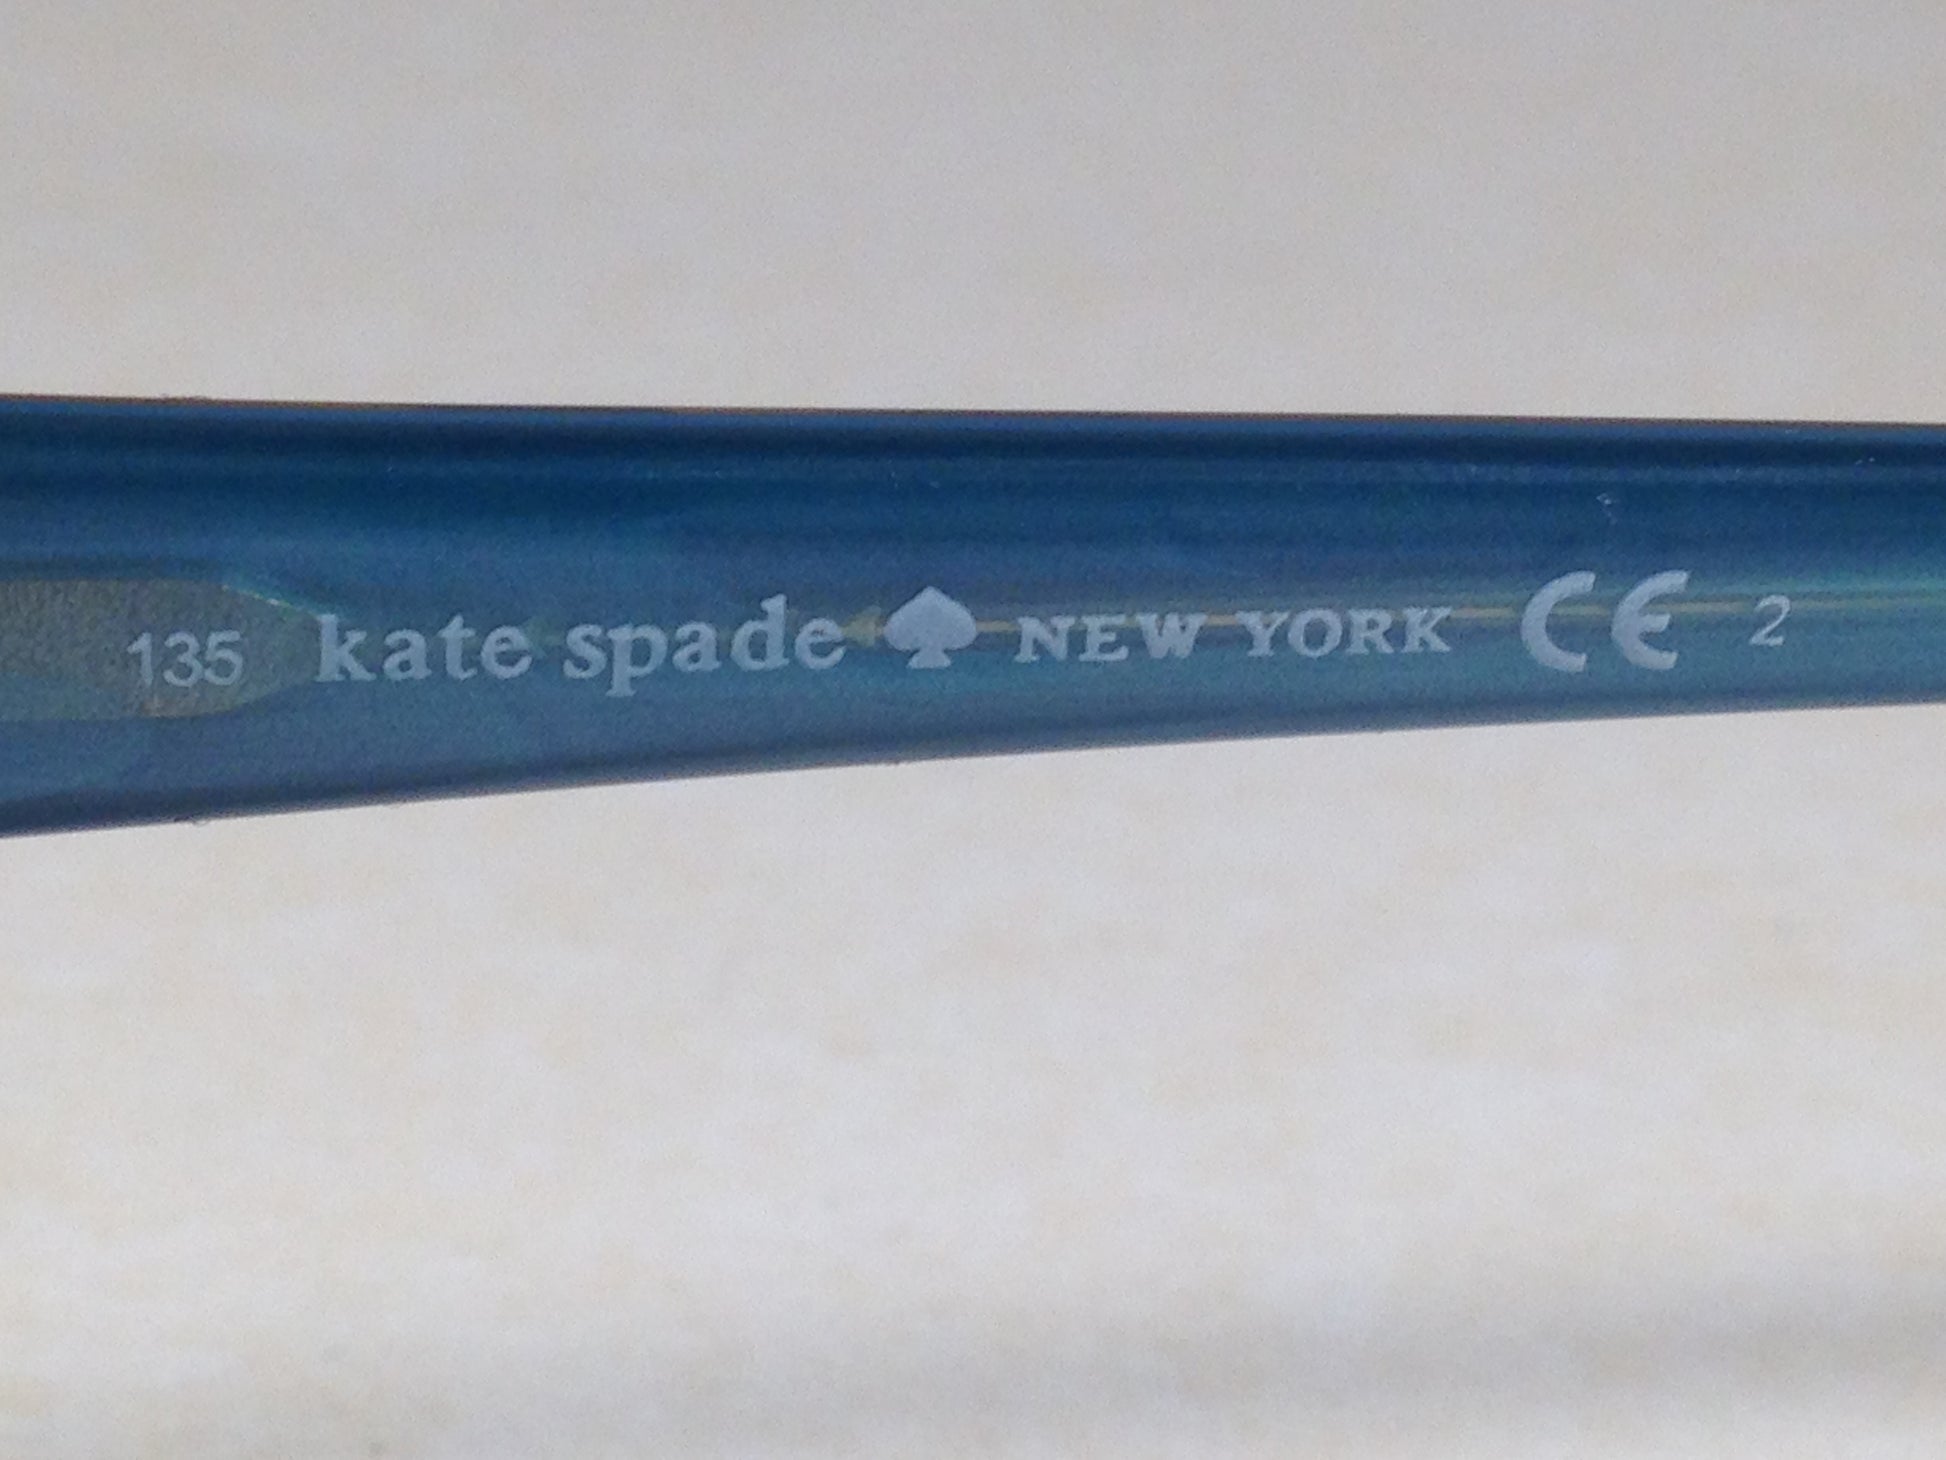 135 kate spade ♠ NEW YORK CE 2